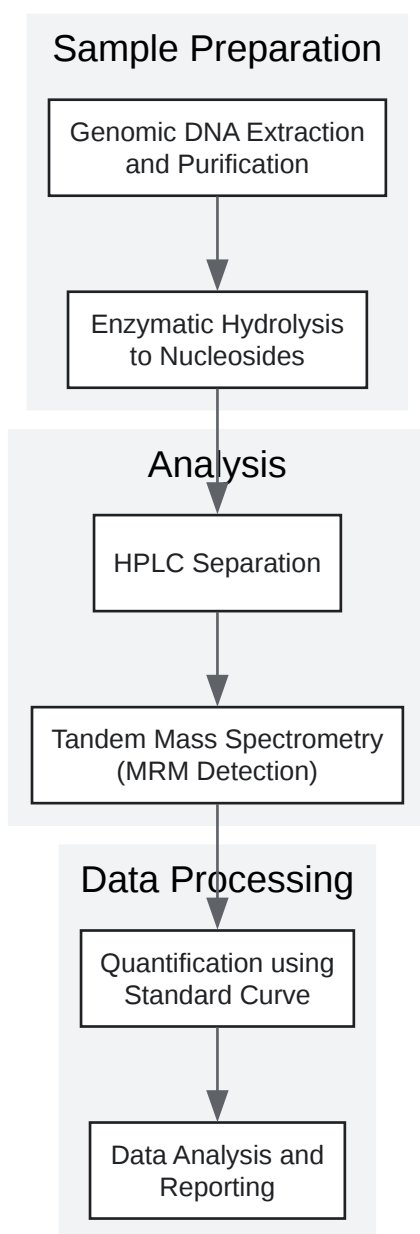 Sample Preparation
Genomic DNA Extraction
and Purification
Enzymatic Hydrolysis
to Nucleosides
Analysis
HPLC Separation
Tandem Mass Spectrometry
(MRM Detection)
Data Processing
Quantification using
Standard Curve
Data Analysis and
Reporting